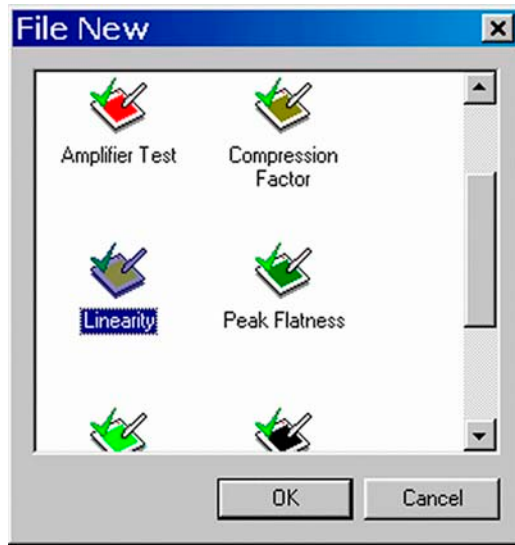 File New
Amplifier Test
Compression
Factor
Linearity
Peak Flatness
OK
Cancel